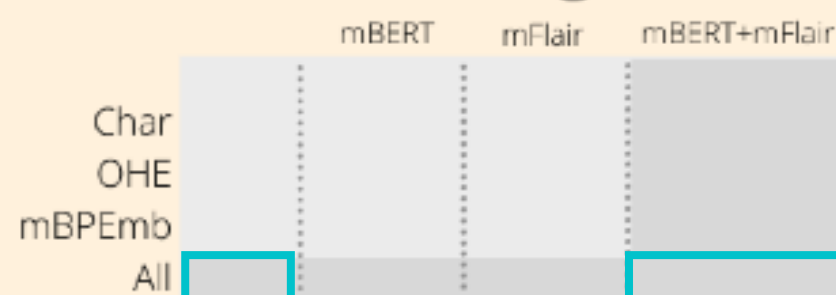 mBERT mFlair mBERT+mFlair
Char
OHE
mBPEmb
All